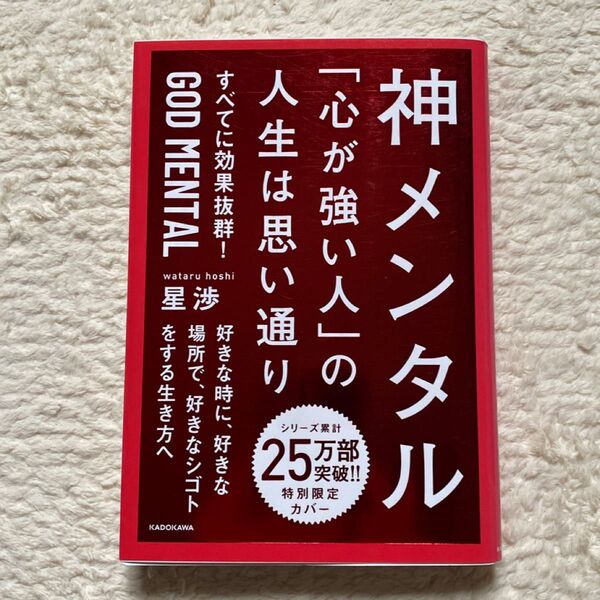 神メンタル
「心が強い人」の
人生は思い通り
すべてに効果抜群!
GOD MENTAL
wataru hoshi
星 渉
好きな時に、好きな
場所で、好きなシゴト
をする生き方へ
シリーズ累計
25万部
突破!!
特別限定
カバー
KADOKAWA